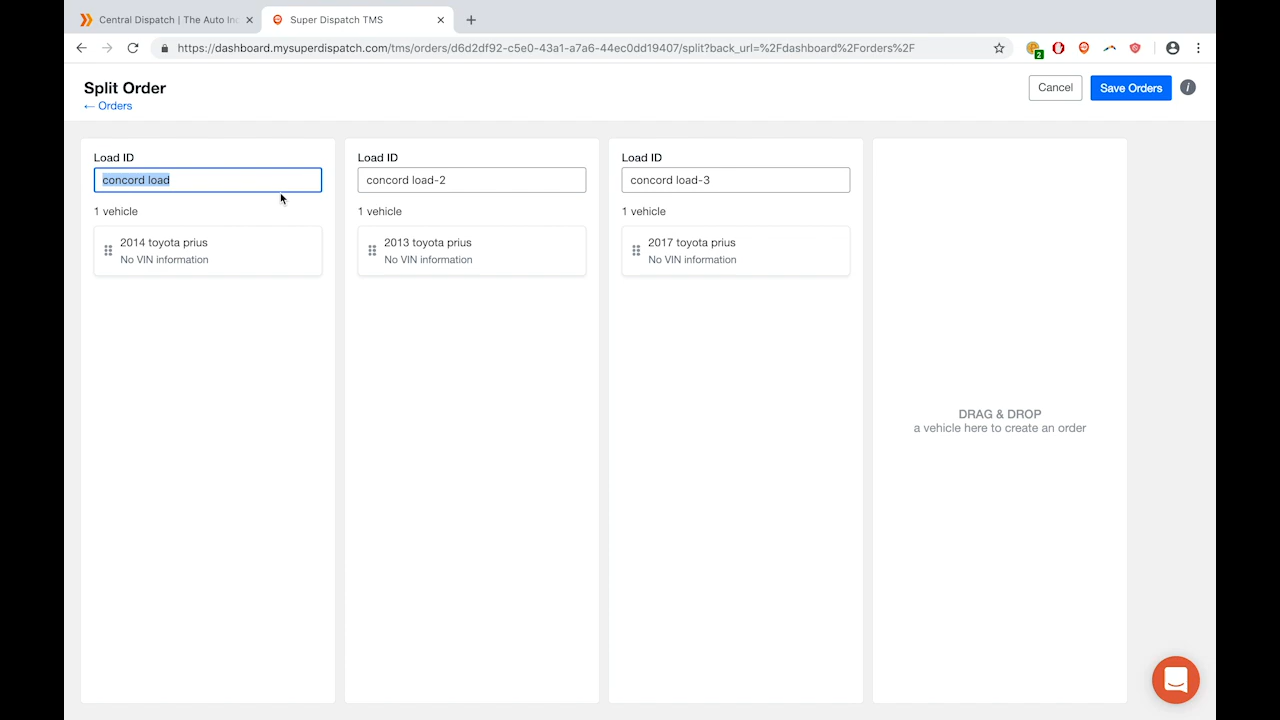 Central Dispatch | The Auto In
Super Dispatch TMS
https://dashboard.mysuperdispatch.com/tms/orders/d6d2df92-c5e0-43a1-a7a6-44ec0dd19407/split?back_url=%2Fdashboard%2Forders%2F
2
Split Order
← Orders
Cancel
Save Orders
i
Load ID
concord load
1 vehicle
2014 toyota prius
No VIN information
Load ID
concord load-2
1 vehicle
2013 toyota prius
No VIN information
Load ID
concord load-3
1 vehicle
2017 toyota prius
No VIN information
DRAG & DROP
a vehicle here to create an order